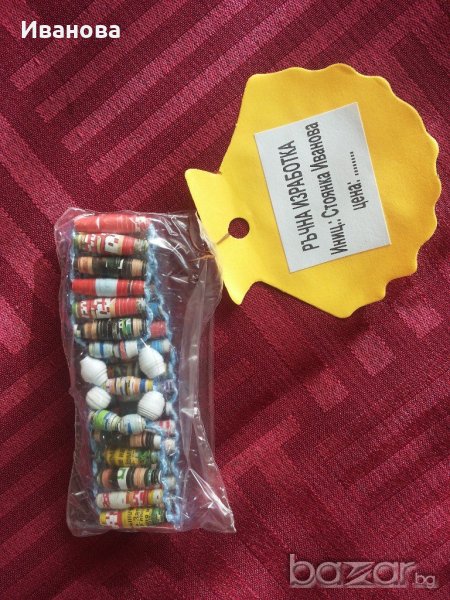 Иванова
РЪЧНА ИЗРАБОТКА
Иниц.: Стоянка Иванова
цена: ........
bazar.bg